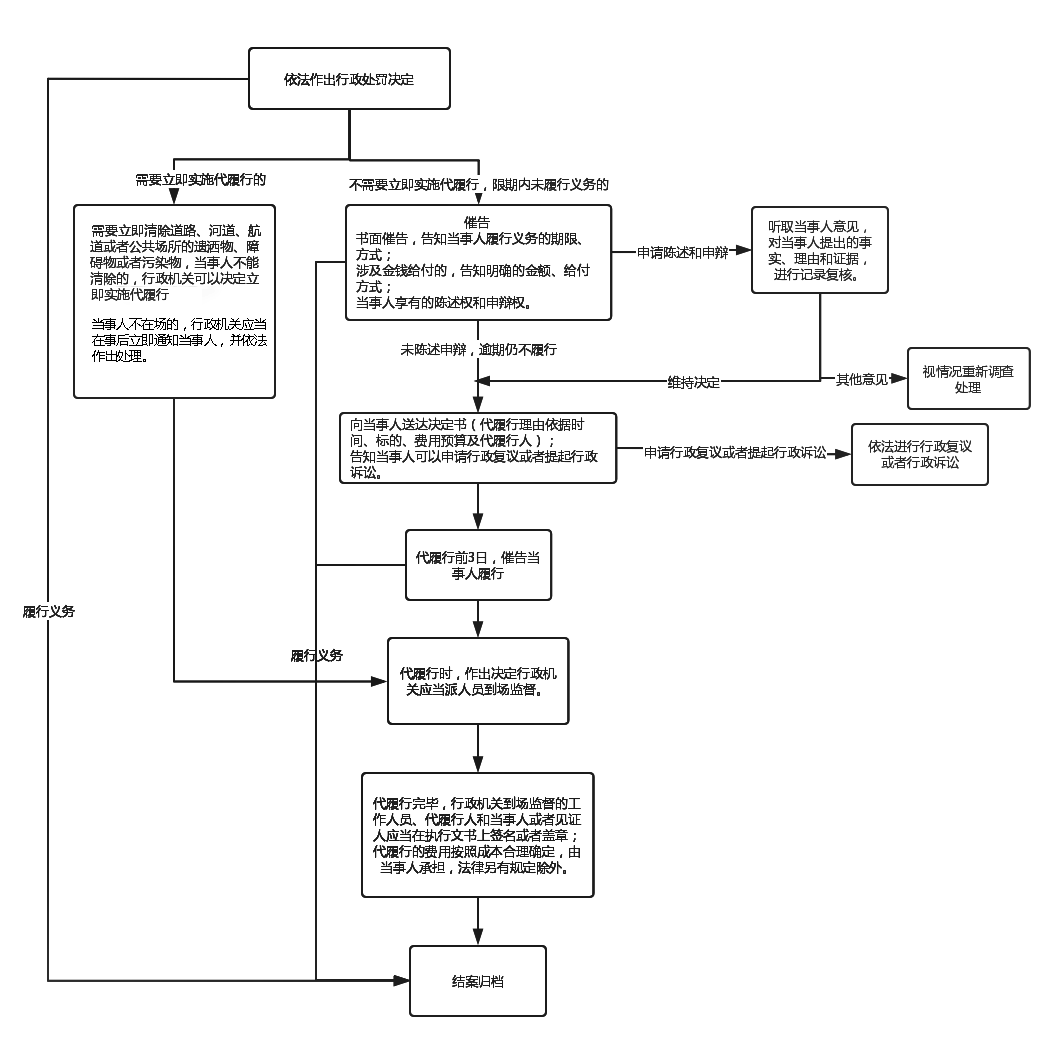 依法作出行政处罚决定
需要立即实施代履行的
不需要立即实施代履行，限期内未履行义务的
需要立即清除道路、河道、航
道或者公共场所的遗洒物、障
碍物或者污染物，当事人不能
清除的，行政机关可以决定立
即实施代履行
当事人不在场的，行政机关应当
在事后立即通知当事人，并依法
作出处理。
催告
书面催告，告知当事人履行义务的期限、
方式；
涉及金钱给付的，告知明确的金额、给付
方式；
当事人享有的陈述权和申辩权。
申请陈述和申辩
听取当事人意见，
对当事人提出的事
实、理由和证据，
进行记录复核。
未陈述申辩，逾期仍不履行
维持决定
其他意见
视情况重新调查
处理
向当事人送达决定书（代履行理由依据时
间、标的、费用预算及代履行人）；
告知当事人可以申请行政复议或者提起行政
诉讼。
申请行政复议或者提起行政诉讼
依法进行行政复议
或者行政诉讼
代履行前3日，催告当
事人履行
履行义务
履行义务
代履行时，作出决定行政机
关应当派人员到场监督。
代履行完毕，行政机关到场监督的工
作人员、代履行人和当事人或者见证
人应当在执行文书上签名或者盖章；
代履行的费用按照成本合理确定，由
当事人承担，法律另有规定除外。
结案归档